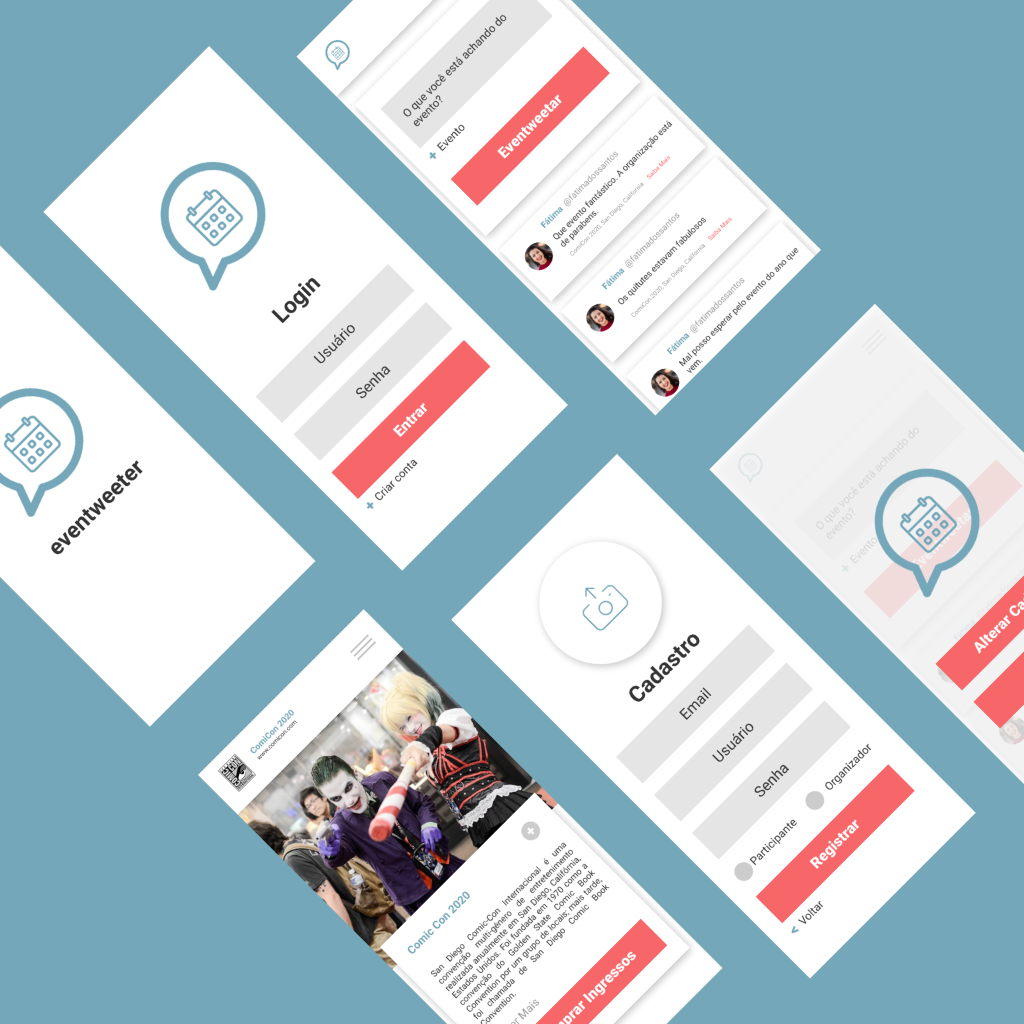 eventweeter
Login
Usuário
Senha
Entrar
+ Criar conta
O que você está achando do
evento?
+ Evento
Eventweetar
Fátima @fatimadossantos
Que evento fantástico. A organização está
de parabens.
ComiCon 2020, San Diego, California Saiba Mais
Fátima @fatimadossantos
Os quitutes estavam fabulosos
ComiCon 2020, San Diego, California Saiba Mais
Fátima @fatimadossantos
Mal posso esperar pelo evento do ano que
vem.
ComiCon 2020
www.comicon.com
Comic Con 2020
San Diego Comic-Con Internacional é uma
convenção multi-gênero de entretenimento
realizada anualmente em San Diego, Califórnia,
Estados Unidos. Foi fundada em 1970 como a
convenção do Golden State Comic Book
Convention por um grupo de locais; mais tarde,
foi chamada de San Diego Comic Book
Convention.
er Mais
prar Ingressos
Cadastro
Email
Usuário
Senha
Participante
Organizador
Registrar
< Voltar
O que você está achando do
evento?
+ Evento
Alterar Ca